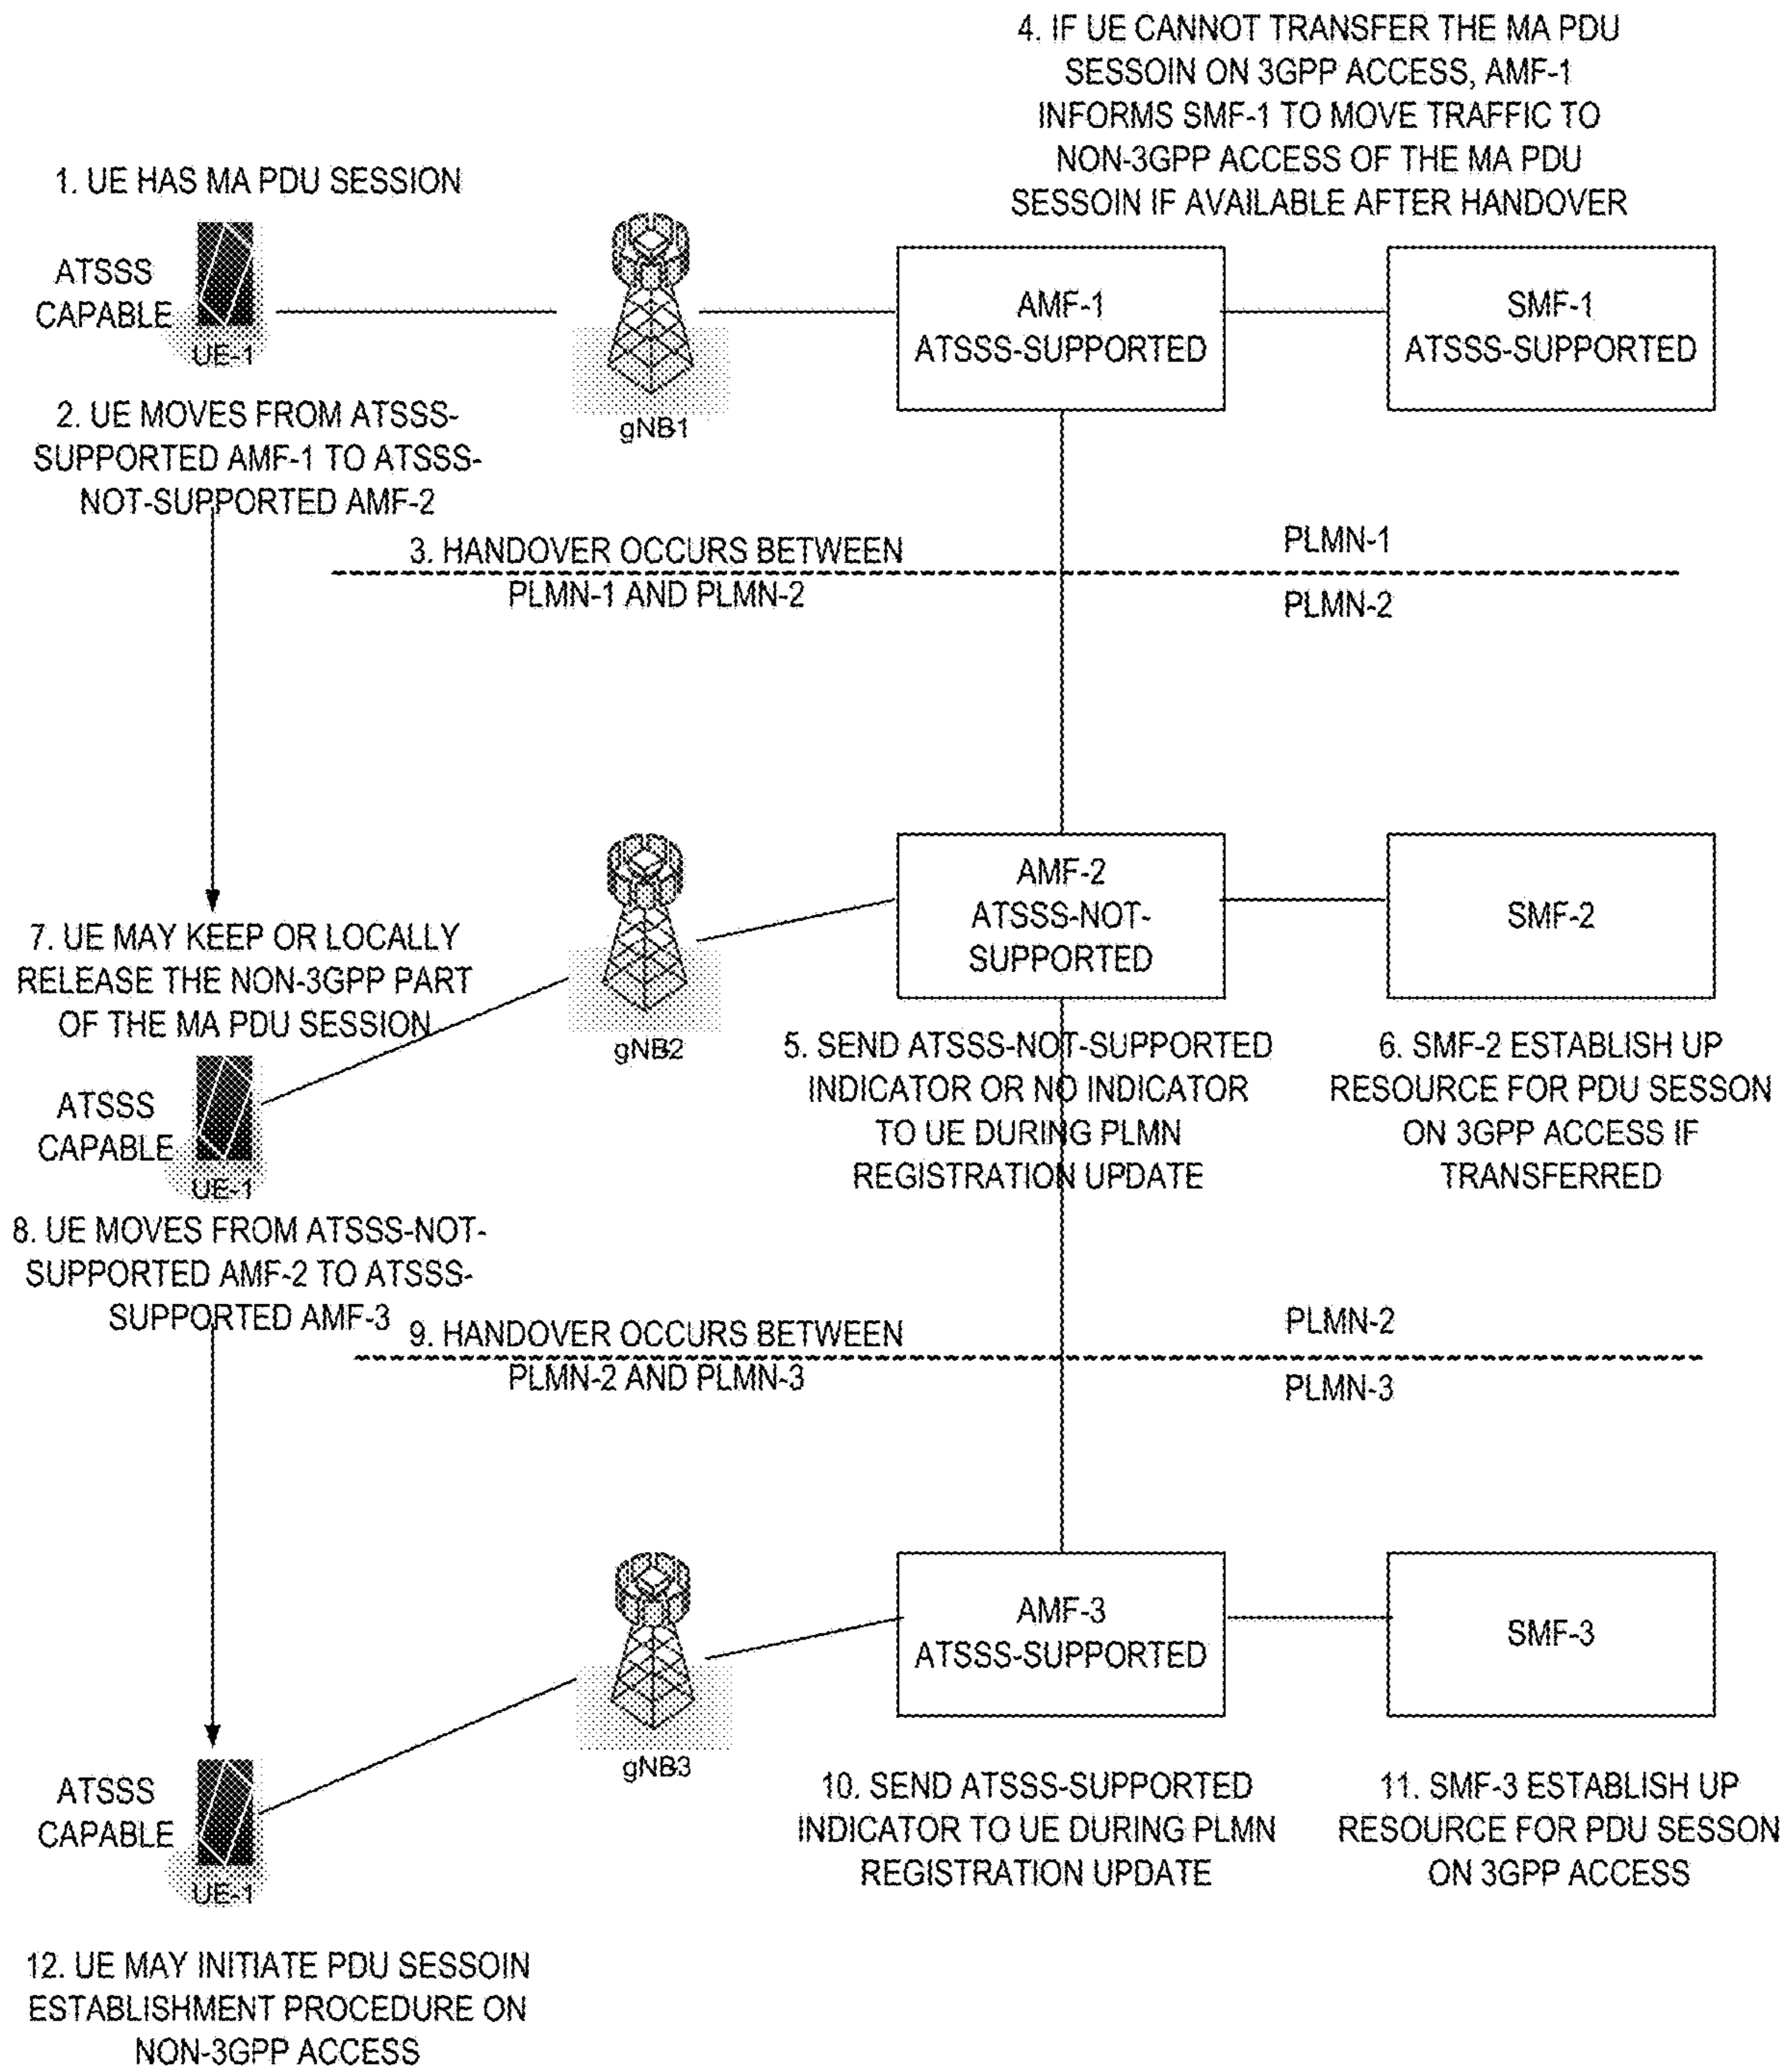 4. IF UE CANNOT TRANSFER THE MA PDU
SESSOIN ON 3GPP ACCESS, AMF-1
INFORMS SMF-1 TO MOVE TRAFFIC TO
NON-3GPP ACCESS OF THE MA PDU
SESSOIN IF AVAILABLE AFTER HANDOVER
1. UE HAS MA PDU SESSION
ATSSS
CAPABLE
UE-1
gNB1
AMF-1
ATSSS-SUPPORTED
SMF-1
ATSSS-SUPPORTED
2. UE MOVES FROM ATSSS-
SUPPORTED AMF-1 TO ATSSS-
NOT-SUPPORTED AMF-2
3. HANDOVER OCCURS BETWEEN
PLMN-1 AND PLMN-2
PLMN-1
PLMN-2
7. UE MAY KEEP OR LOCALLY
RELEASE THE NON-3GPP PART
OF THE MA PDU SESSION
ATSSS
CAPABLE
UE-1
gNB2
AMF-2
ATSSS-NOT-
SUPPORTED
SMF-2
5. SEND ATSSS-NOT-SUPPORTED
INDICATOR OR NO INDICATOR
TO UE DURING PLMN
REGISTRATION UPDATE
6. SMF-2 ESTABLISH UP
RESOURCE FOR PDU SESSON
ON 3GPP ACCESS IF
TRANSFERRED
8. UE MOVES FROM ATSSS-NOT-
SUPPORTED AMF-2 TO ATSSS-
SUPPORTED AMF-3
9. HANDOVER OCCURS BETWEEN
PLMN-2 AND PLMN-3
PLMN-2
PLMN-3
ATSSS
CAPABLE
UE-1
gNB3
AMF-3
ATSSS-SUPPORTED
SMF-3
10. SEND ATSSS-SUPPORTED
INDICATOR TO UE DURING PLMN
REGISTRATION UPDATE
11. SMF-3 ESTABLISH UP
RESOURCE FOR PDU SESSON
ON 3GPP ACCESS
12. UE MAY INITIATE PDU SESSOIN
ESTABLISHMENT PROCEDURE ON
NON-3GPP ACCESS